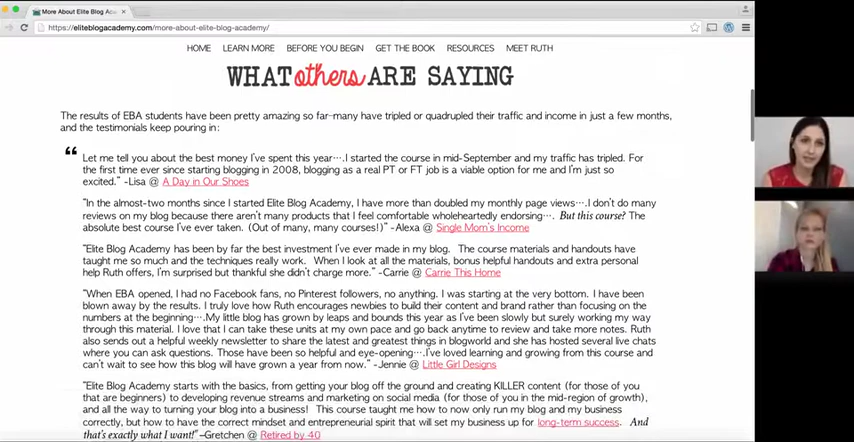 More About Elite Blog Aca
https://eliteblogacademy.com/more-about-elite-blog-academy/
HOME LEARN MORE BEFORE YOU BEGIN GET THE BOOK RESOURCES MEET RUTH
WHAT others ARE SAYING
The results of EBA students have been pretty amazing so far–many have tripled or quadrupled their traffic and income in just a few months,
and the testimonials keep pouring in:
“
Let me tell you about the best money I've spent this year….I started the course in mid-September and my traffic has tripled. For
the first time ever since starting blogging in 2008, blogging as a real PT or FT job is a viable option for me and I'm just so
excited.” -Lisa @ A Day in Our Shoes
“In the almost-two months since I started Elite Blog Academy, I have more than doubled my monthly page views….I don't do many
reviews on my blog because there aren't many products that I feel comfortable wholeheartedly endorsing…. But this course? The
absolute best course I've ever taken. (Out of many, many courses!)” -Alexa @ Single Mom's Income
“Elite Blog Academy has been by far the best investment I've ever made in my blog. The course materials and handouts have
taught me so much and the techniques really work. When I look at all the materials, bonus helpful handouts and extra personal
help Ruth offers, I'm surprised but thankful she didn't charge more.” -Carrie @ Carrie This Home
“When EBA opened, I had no Facebook fans, no Pinterest followers, no anything. I was starting at the very bottom. I have been
blown away by the results. I truly love how Ruth encourages newbies to build their content and brand rather than focusing on the
numbers at the beginning….My little blog has grown by leaps and bounds this year as I've been slowly but surely working my way
through this material. I love that I can take these units at my own pace and go back anytime to review and take more notes. Ruth
also sends out a helpful weekly newsletter to share the latest and greatest things in blogworld and she has hosted several live chats
where you can ask questions. Those have been so helpful and eye-opening….I've loved learning and growing from this course and
can't wait to see how this blog will have grown a year from now.” -Jennie @ Little Girl Designs
“Elite Blog Academy starts with the basics, from getting your blog off the ground and creating KILLER content (for those of you
that are beginners) to developing revenue streams and marketing on social media (for those of you in the mid-region of growth),
and all the way to turning your blog into a business! This course taught me how to now only run my blog and my business
correctly, but how to have the correct mindset and entrepreneurial spirit that will set my business up for long-term success. And
that's exactly what I want!” –Gretchen @ Retired by 40